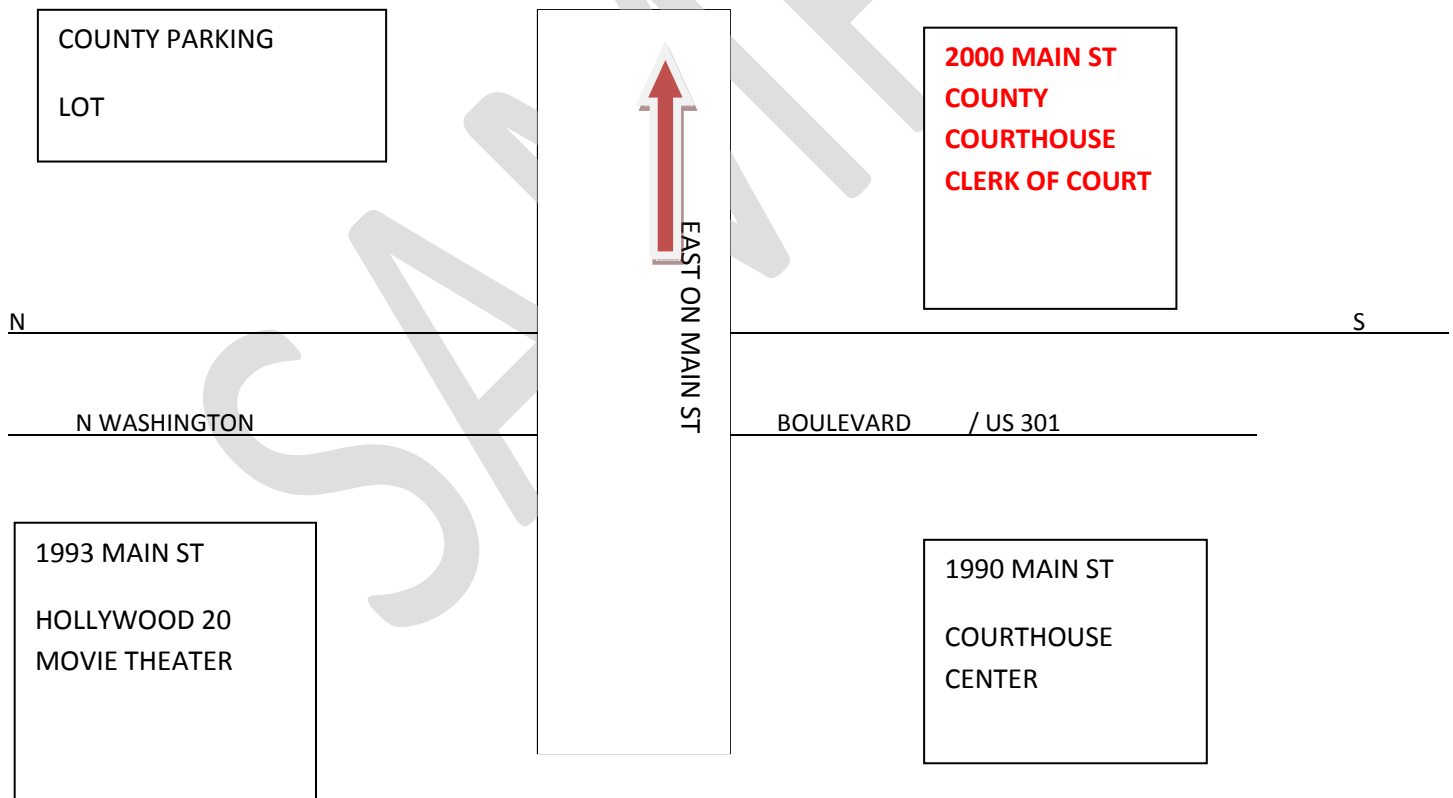 COUNTY PARKING
LOT
2000 MAIN ST
COUNTY
COURTHOUSE
CLERK OF COURT
EAST ON MAIN ST
N
S
N WASHINGTON
BOULEVARD / US 301
1993 MAIN ST
HOLLYWOOD 20
MOVIE THEATER
1990 MAIN ST
COURTHOUSE
CENTER